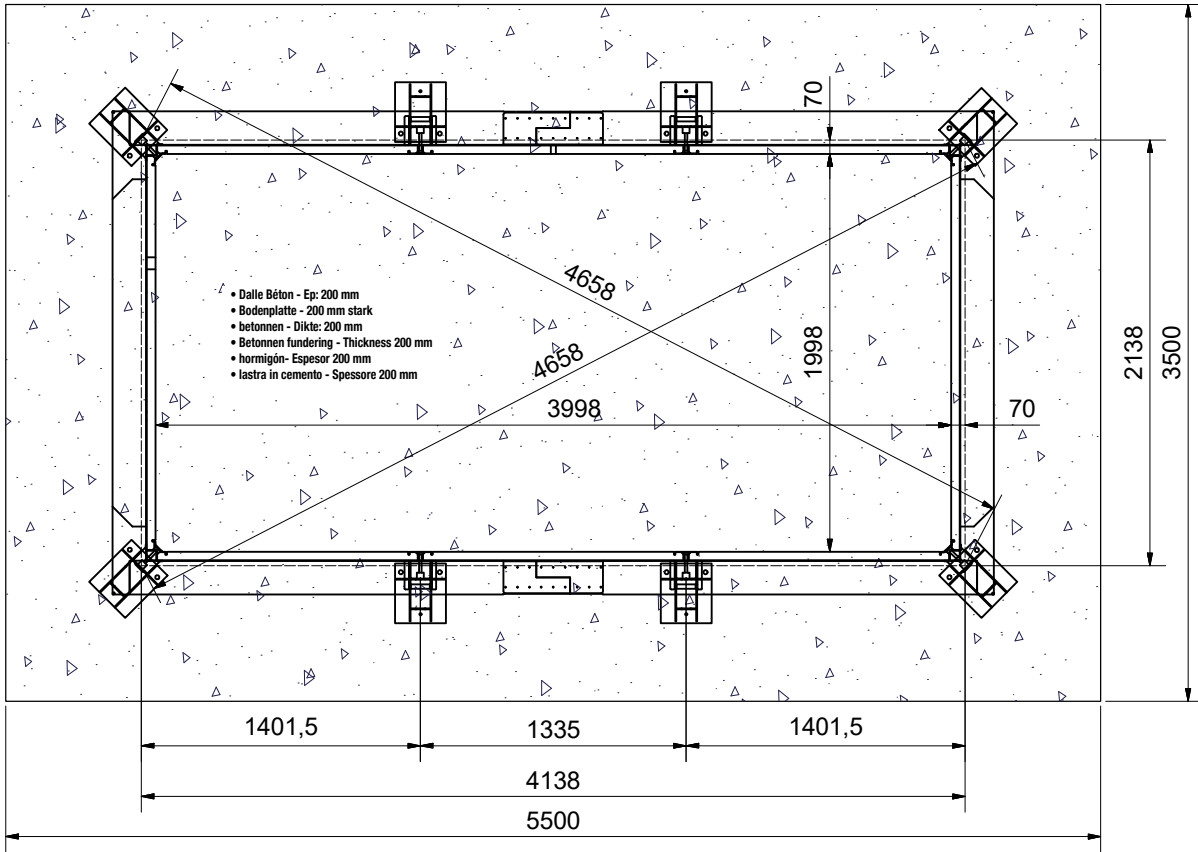 70
4658
• Dalle Béton - Ep: 200 mm
• Bodenplatte - 200 mm stark
• betonnen - Dikte: 200 mm
• Betonnen fundering - Thickness 200 mm
• hormigón- Espesor 200 mm
• lastra in cemento - Spessore 200 mm
4658
1998
2138
3500
3998
70
1401,5
1335
1401,5
4138
5500